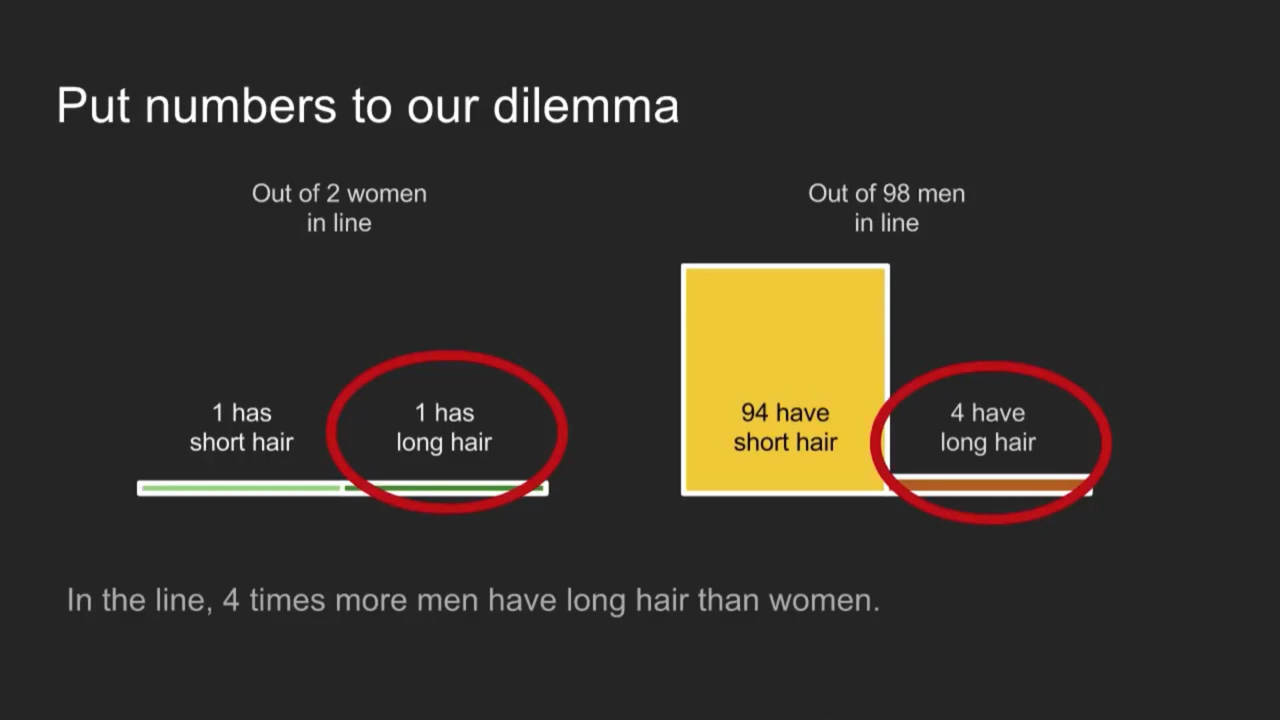 Put numbers to our dilemma
Out of 2 women
in line
Out of 98 men
in line
1 has
short hair
1 has
long hair
94 have
short hair
4 have
long hair
In the line, 4 times more men have long hair than women.